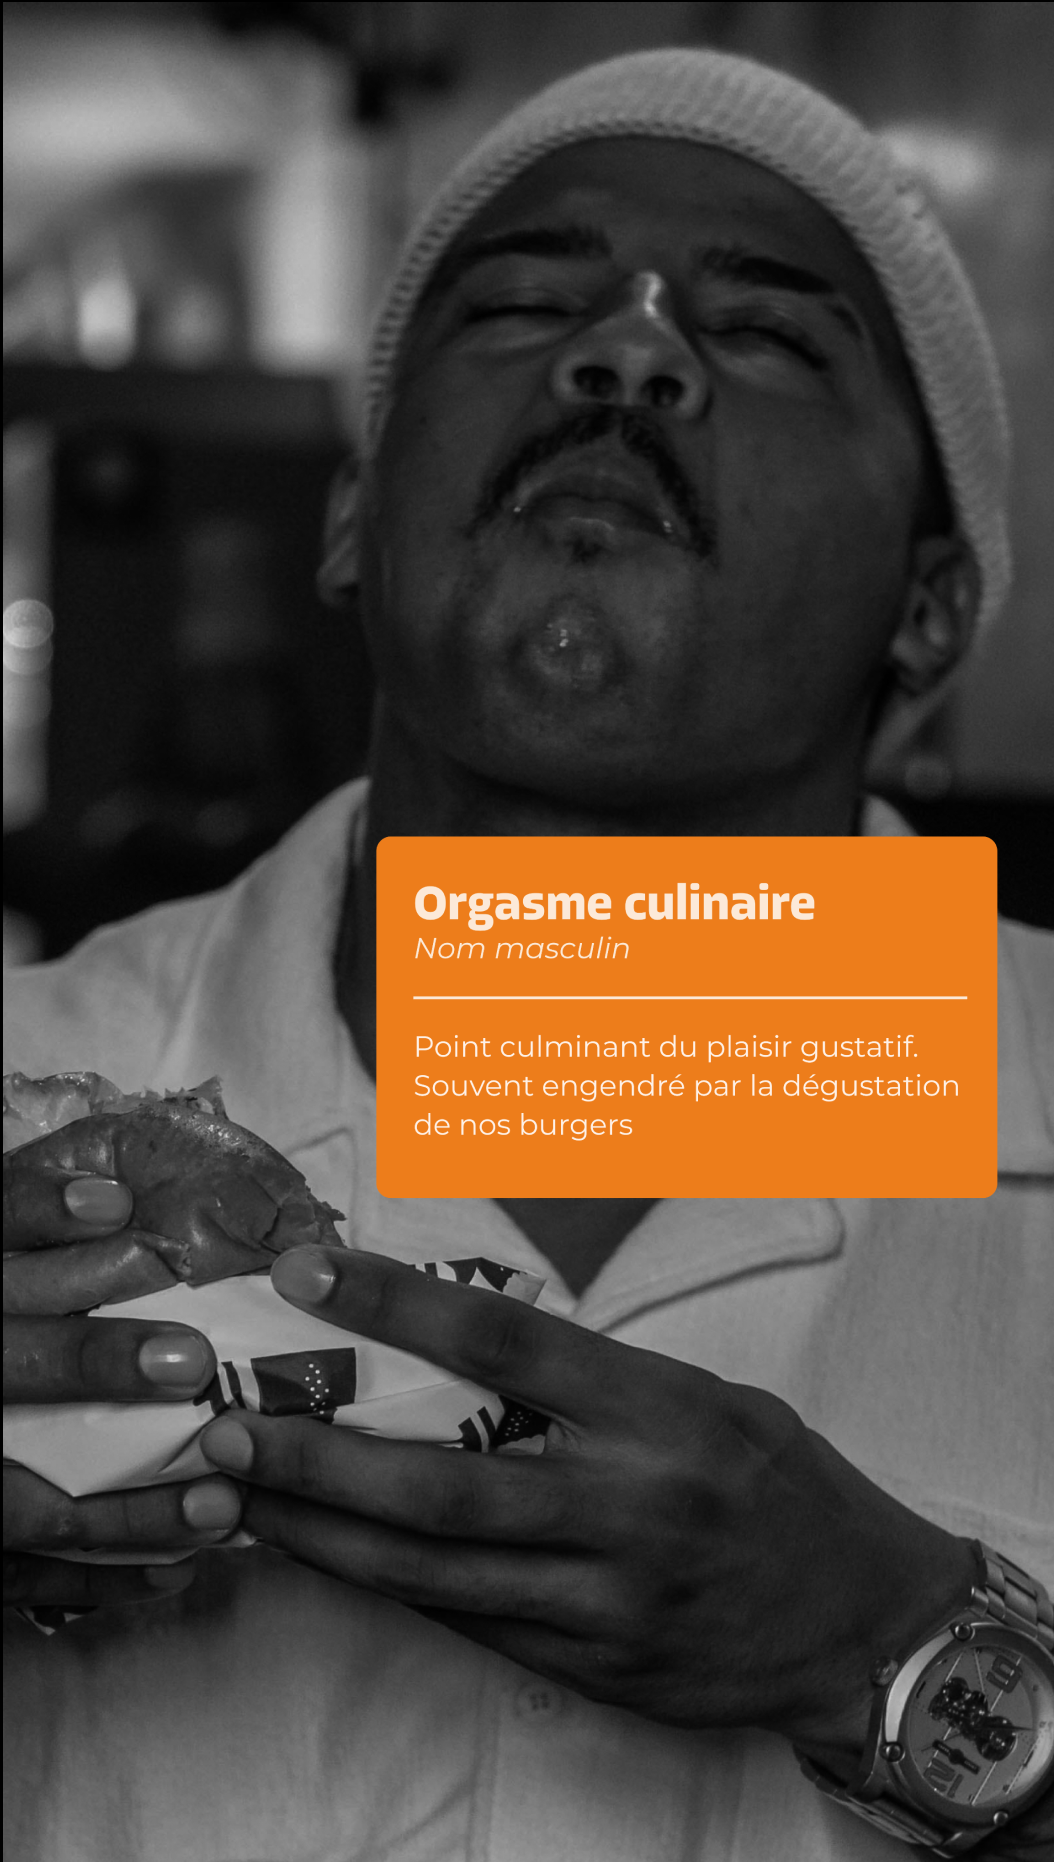 Orgasme culinaire
Nom masculin
Point culminant du plaisir gustatif.
Souvent engendré par la dégustation
de nos burgers